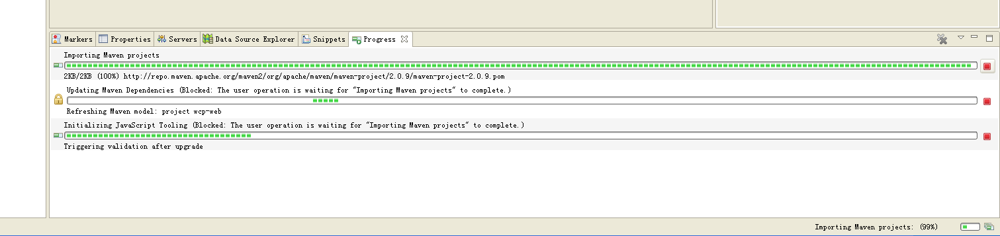 Markers Properties Servers Data Source Explorer Snippets Progress
Importing Maven projects
2KB/2KB (100%) http://repo.maven.apache.org/maven2/org/apache/maven/maven-project/2.0.9/maven-project-2.0.9.pom
Updating Maven Dependencies (Blocked: The user operation is waiting for "Importing Maven projects" to complete.)
Refreshing Maven model: project wcp-web
Initializing JavaScript Tooling (Blocked: The user operation is waiting for "Importing Maven projects" to complete.)
Triggering validation after upgrade
Importing Maven projects: (99%)